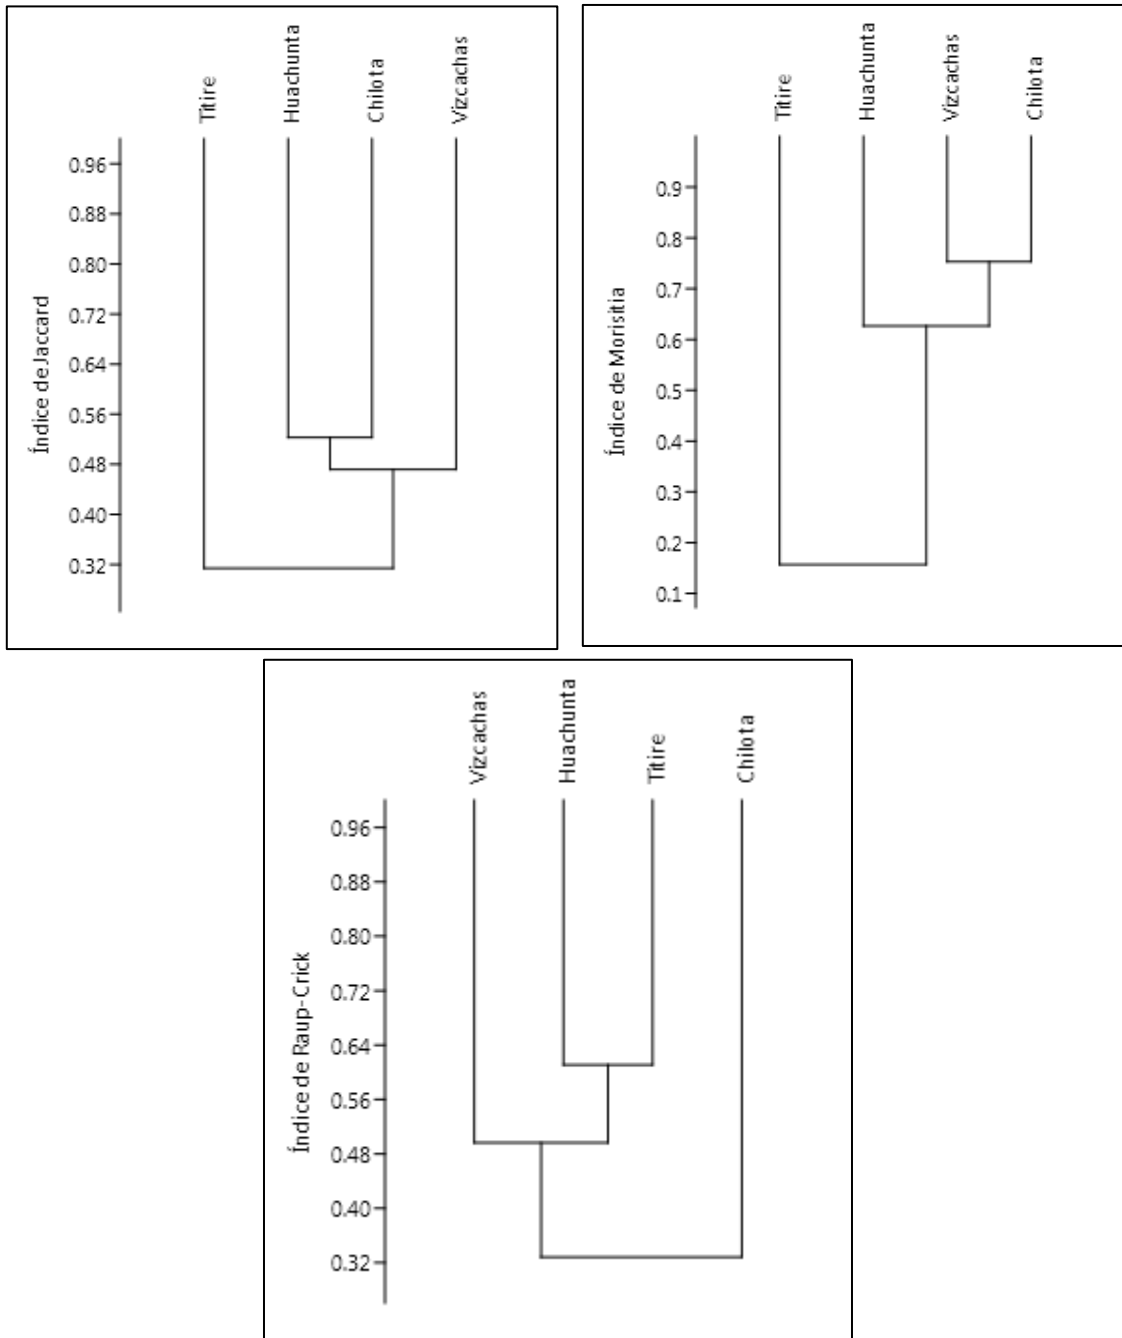 Titire
Huachunta
Chilota
Vizcachas
0.96
0.88
0.80
0.72
0.64
0.56
0.48
0.40
0.32
Índice de Jaccard
Titire
Huachunta
Vizcachas
Chilota
0.9
0.8
0.7
0.6
0.5
0.4
0.3
0.2
0.1
Índice de Morisitia
Vizcachas
Huachunta
Titire
Chilota
0.96
0.88
0.80
0.72
0.64
0.56
0.48
0.40
0.32
Índice de Raup-Crick